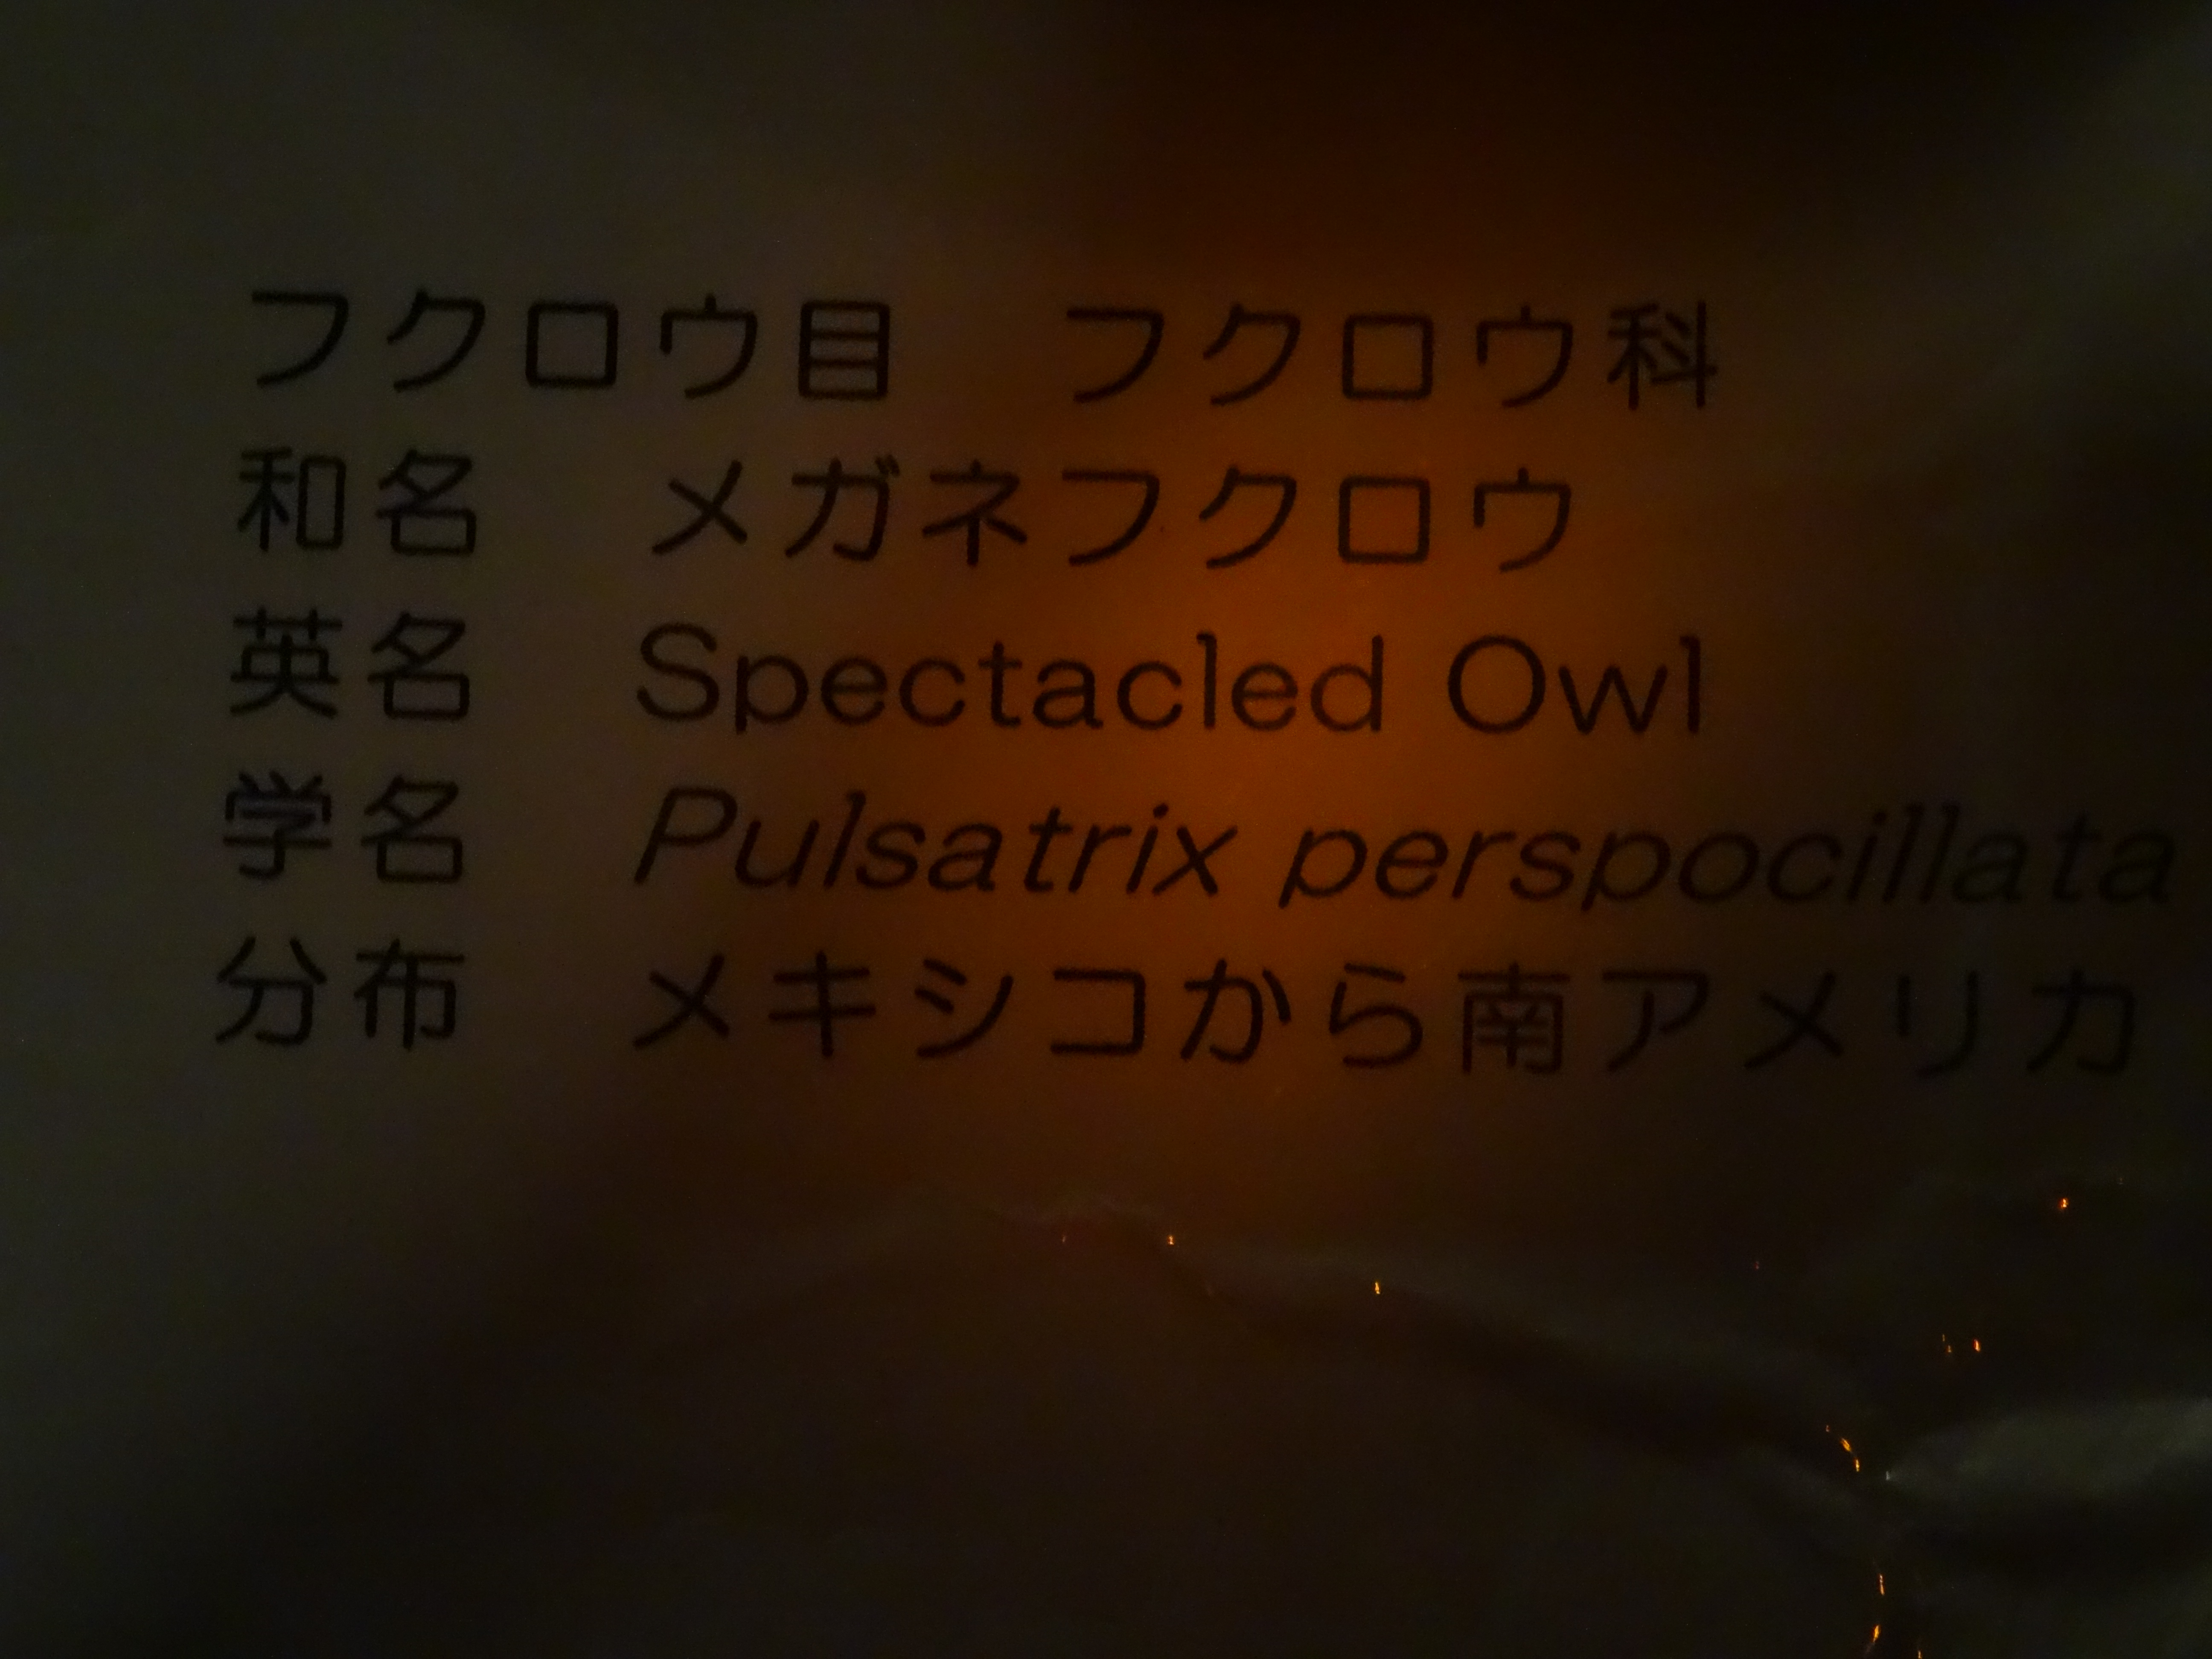 フクロウ目　フクロウ科
和名　メガネフクロウ
英名　Spectacled Owl
学名　Pulsatrix perspocillata
分布　メキシコから南アメリカ